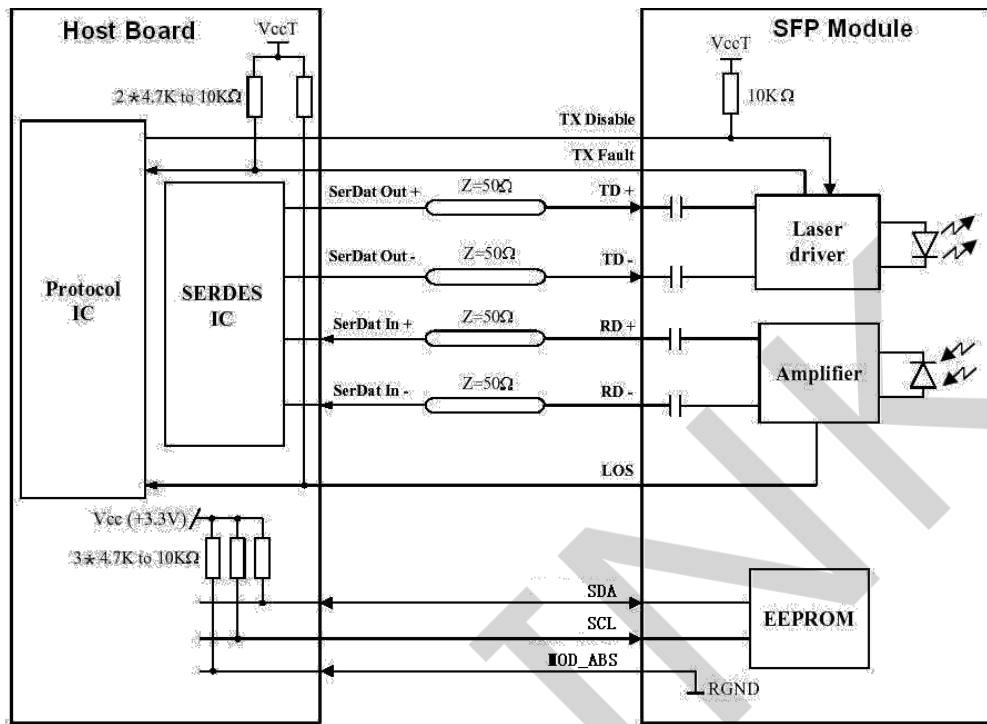 Host Board
SFP Module
VccT
VccT
2*4.7K to 10KΩ
10KΩ
TX Disable
TX Fault
SerDat Out +
Z=50Ω
TD +
Laser
driver
SerDat Out -
Z=50Ω
TD -
Protocol
IC
SERDES
IC
SerDat In +
Z=50Ω
RD +
Amplifier
SerDat In -
Z=50Ω
RD -
LOS
Vcc (+3.3V)
3*4.7K to 10KΩ
SDA
EEPROM
SCL
MOD_ABS
RGND
INK